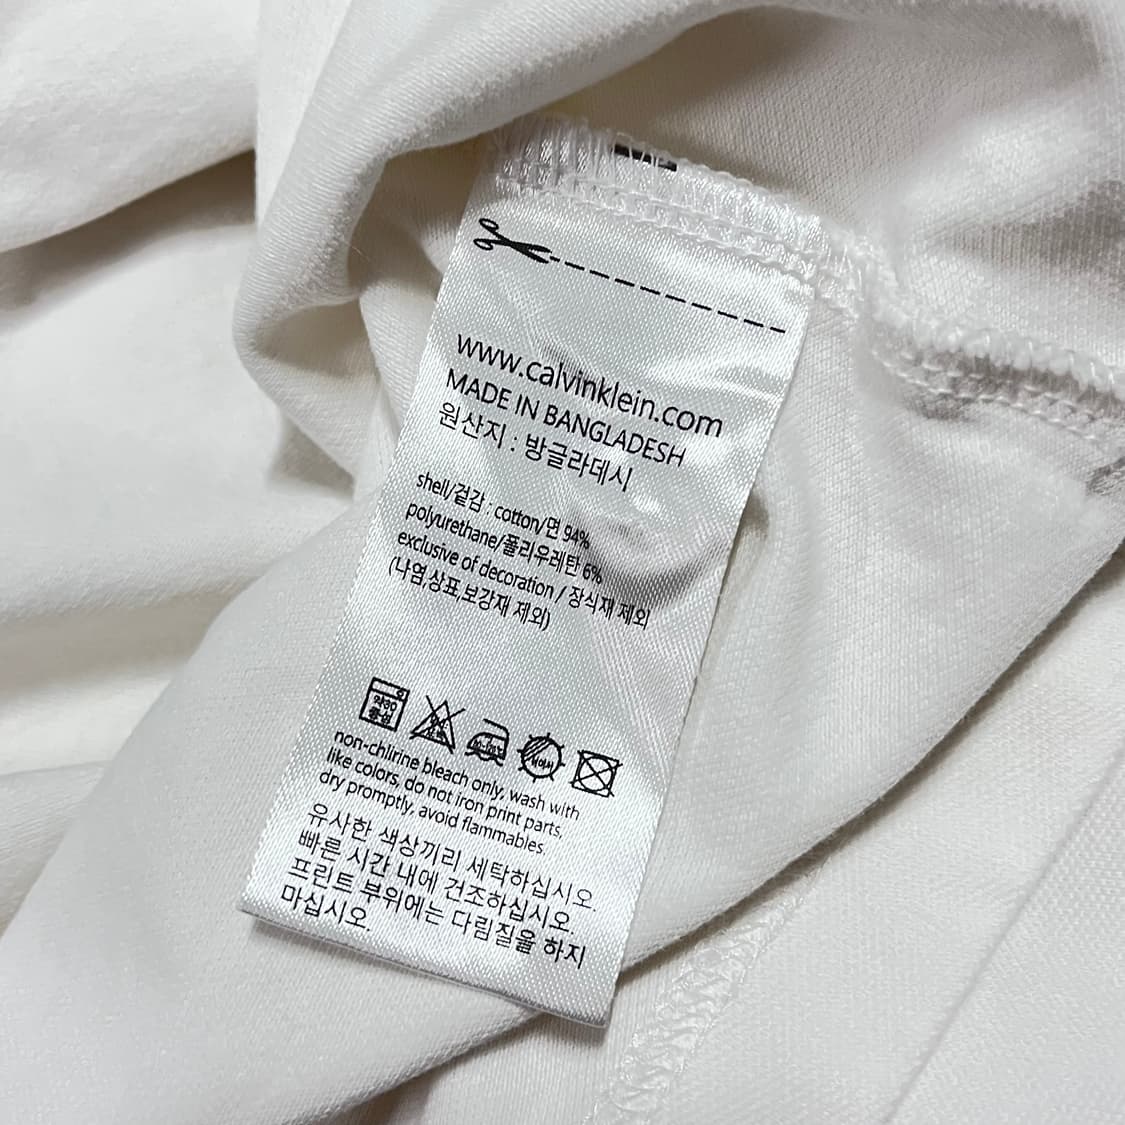 www.calvinklein.com
MADE IN BANGLADESH
원산지 : 방글라데시
shell/겉감 : cotton/면 94%
polyurethane/폴리우레탄 6%
exclusive of decoration / 장식재 제외
(나염,상표,보강재 제외)
약30
중성
non-chlirine bleach only, wash with
like colors, do not iron print parts,
dry promptly, avoid flammables.
유사한 색상끼리 세탁하십시오.
빠른 시간 내에 건조하십시오.
프린트 부위에는 다림질을 하지
마십시오.